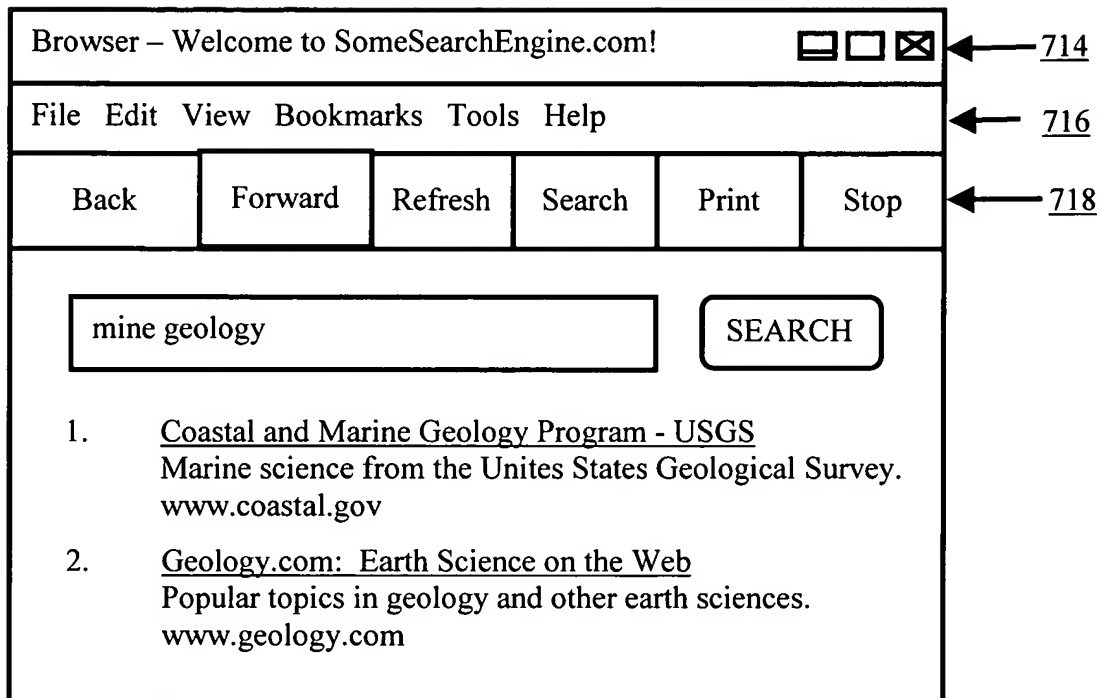 Browser – Welcome to SomeSearchEngine.com!
714
File Edit View Bookmarks Tools Help
716
Back Forward Refresh Search Print Stop
718
mine geology SEARCH
1. Coastal and Marine Geology Program - USGS
Marine science from the Unites States Geological Survey.
www.coastal.gov
2. Geology.com: Earth Science on the Web
Popular topics in geology and other earth sciences.
www.geology.com